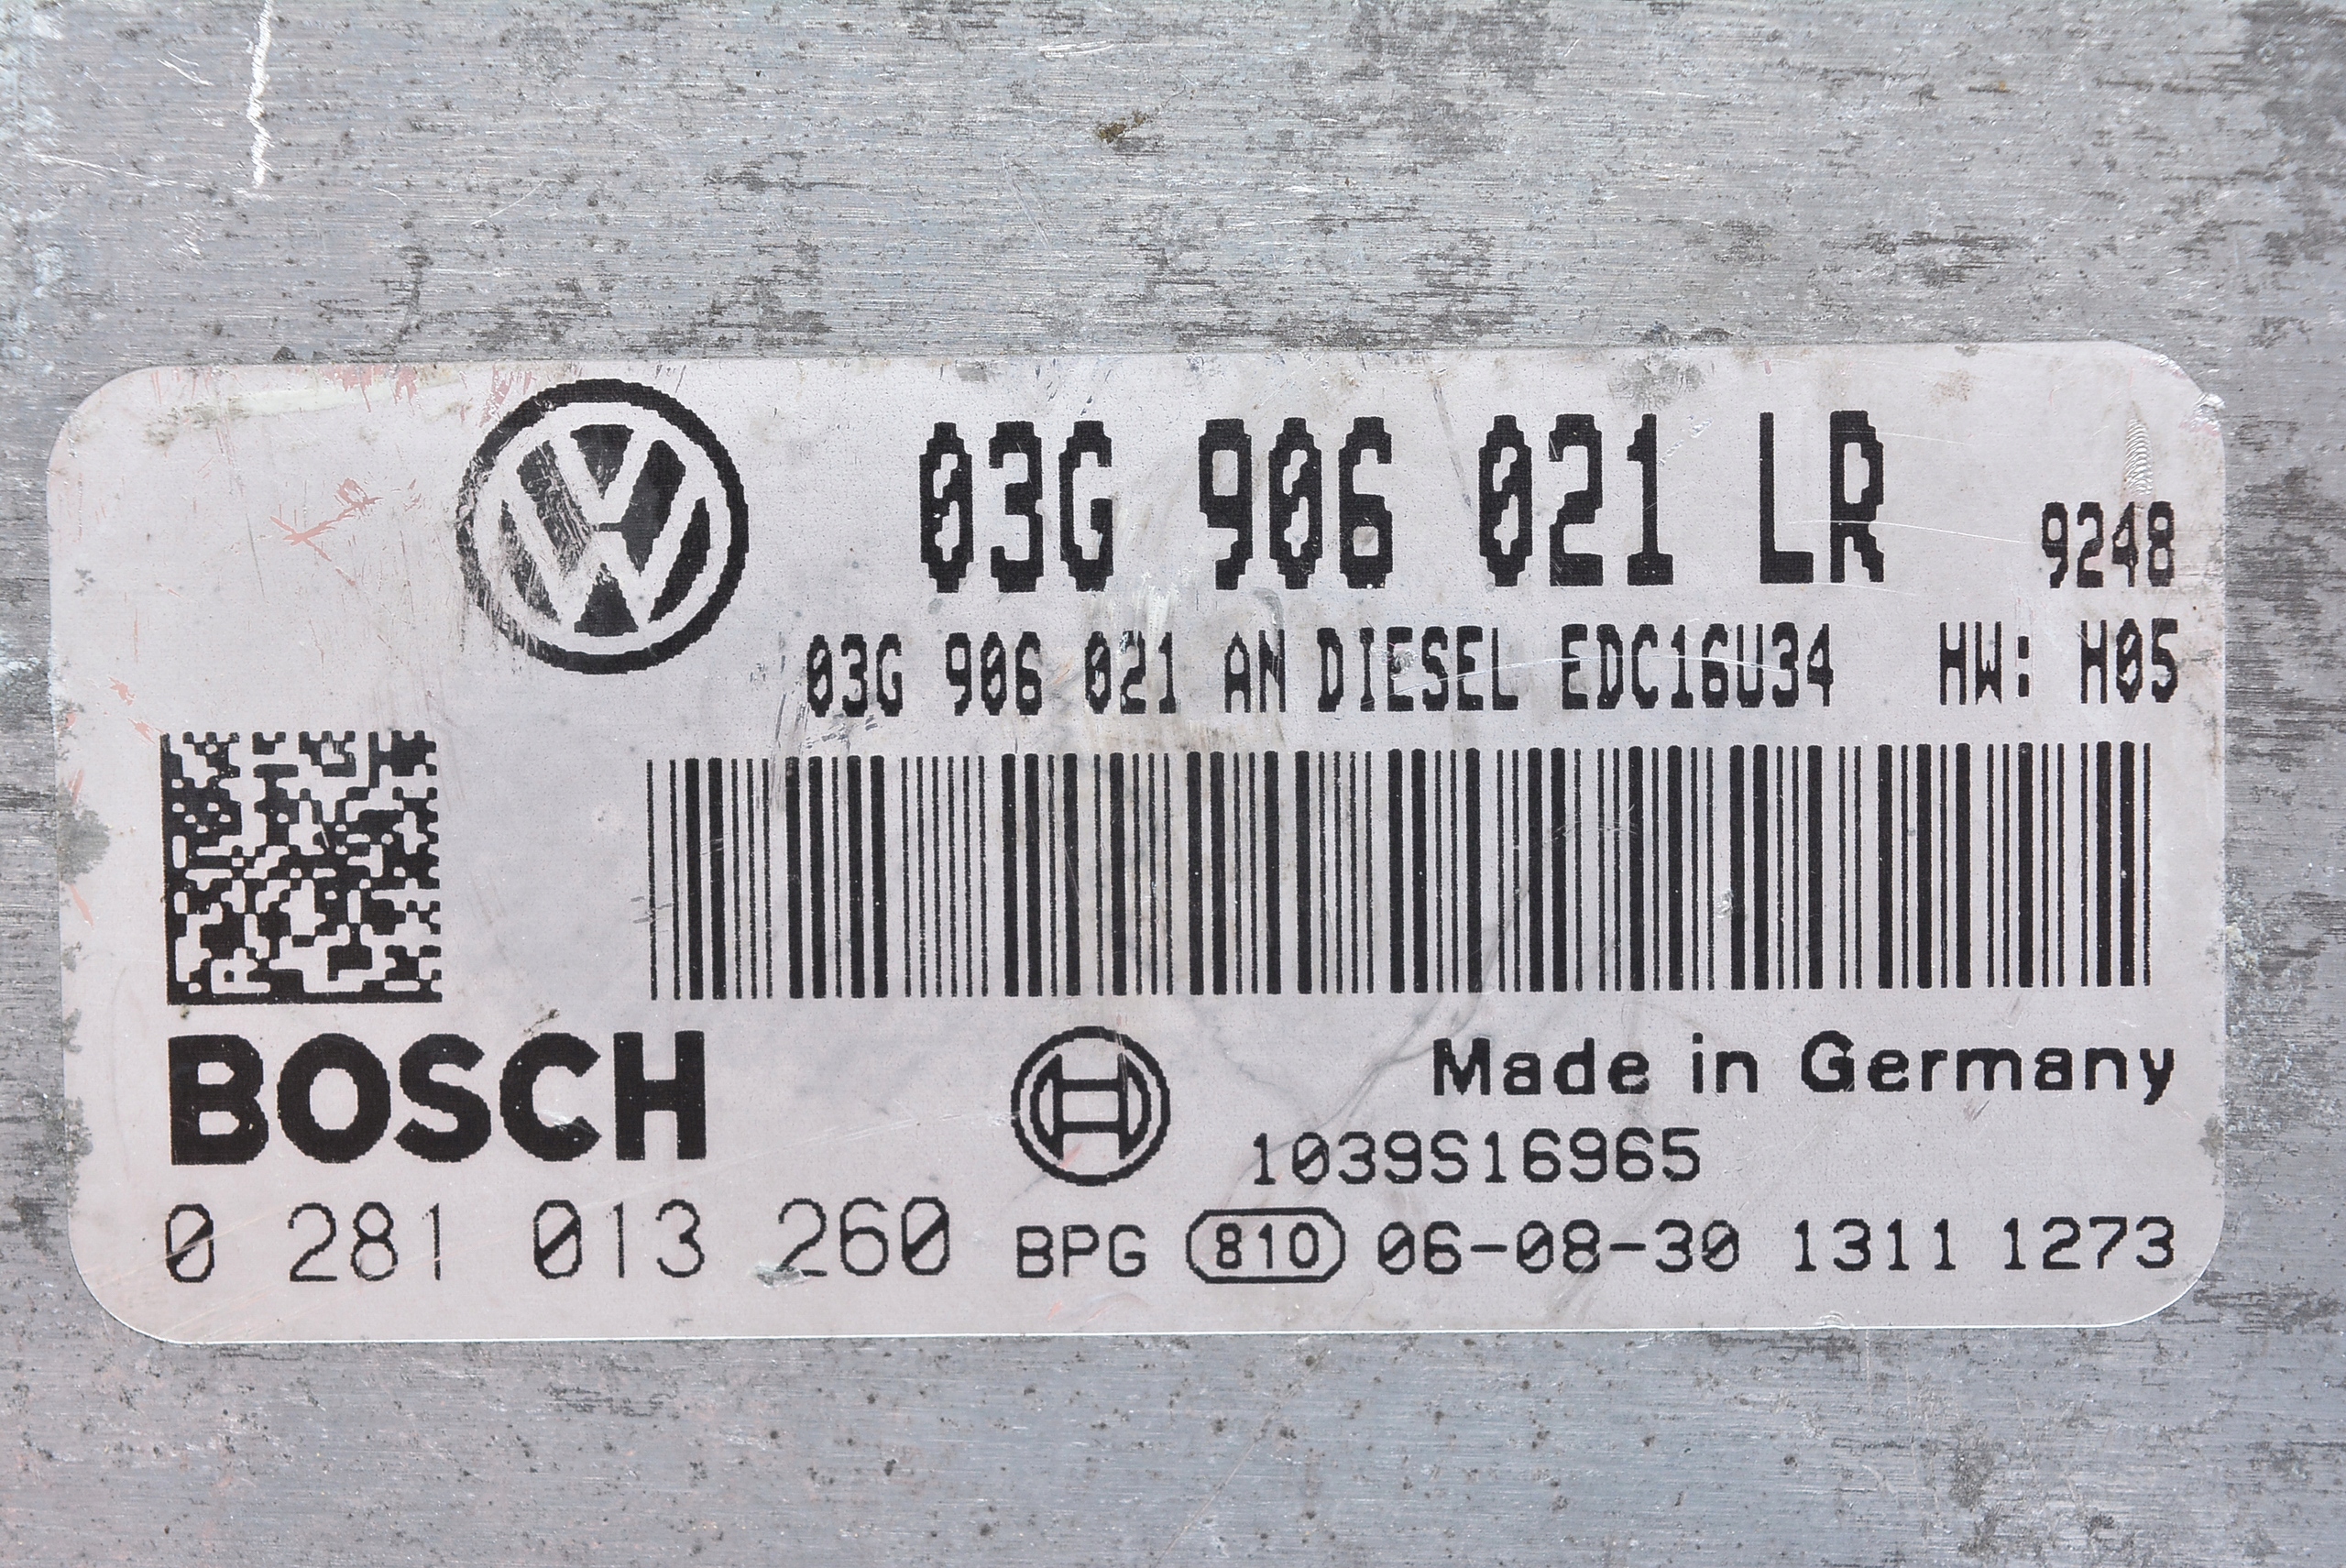 03G 906 021 LR 9248
03G 906 021 AN DIESEL EDC16U34 HW: H05
BOSCH
Made in Germany
1039S16965
0 281 013 260 BPG 810 06-08-30 1311 1273